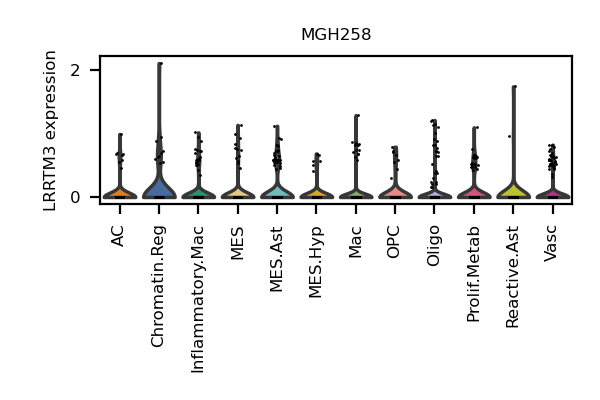 MGH258
LRRTM3 expression
2
0
AC
Chromatin.Reg
Inflammatory.Mac
MES
MES.Ast
MES.Hyp
Mac
OPC
Oligo
Prolif.Metab
Reactive.Ast
Vasc